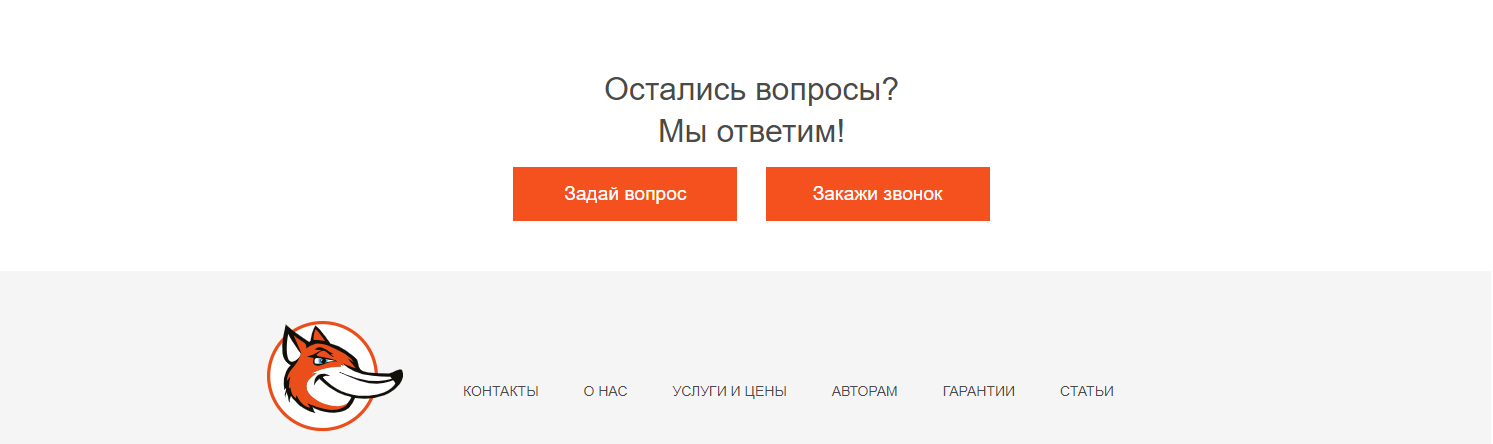 Остались вопросы?
Мы ответим!
Задай вопрос Закажи звонок
КОНТАКТЫ О НАС УСЛУГИ И ЦЕНЫ АВТОРАМ ГАРАНТИИ СТАТЬИ